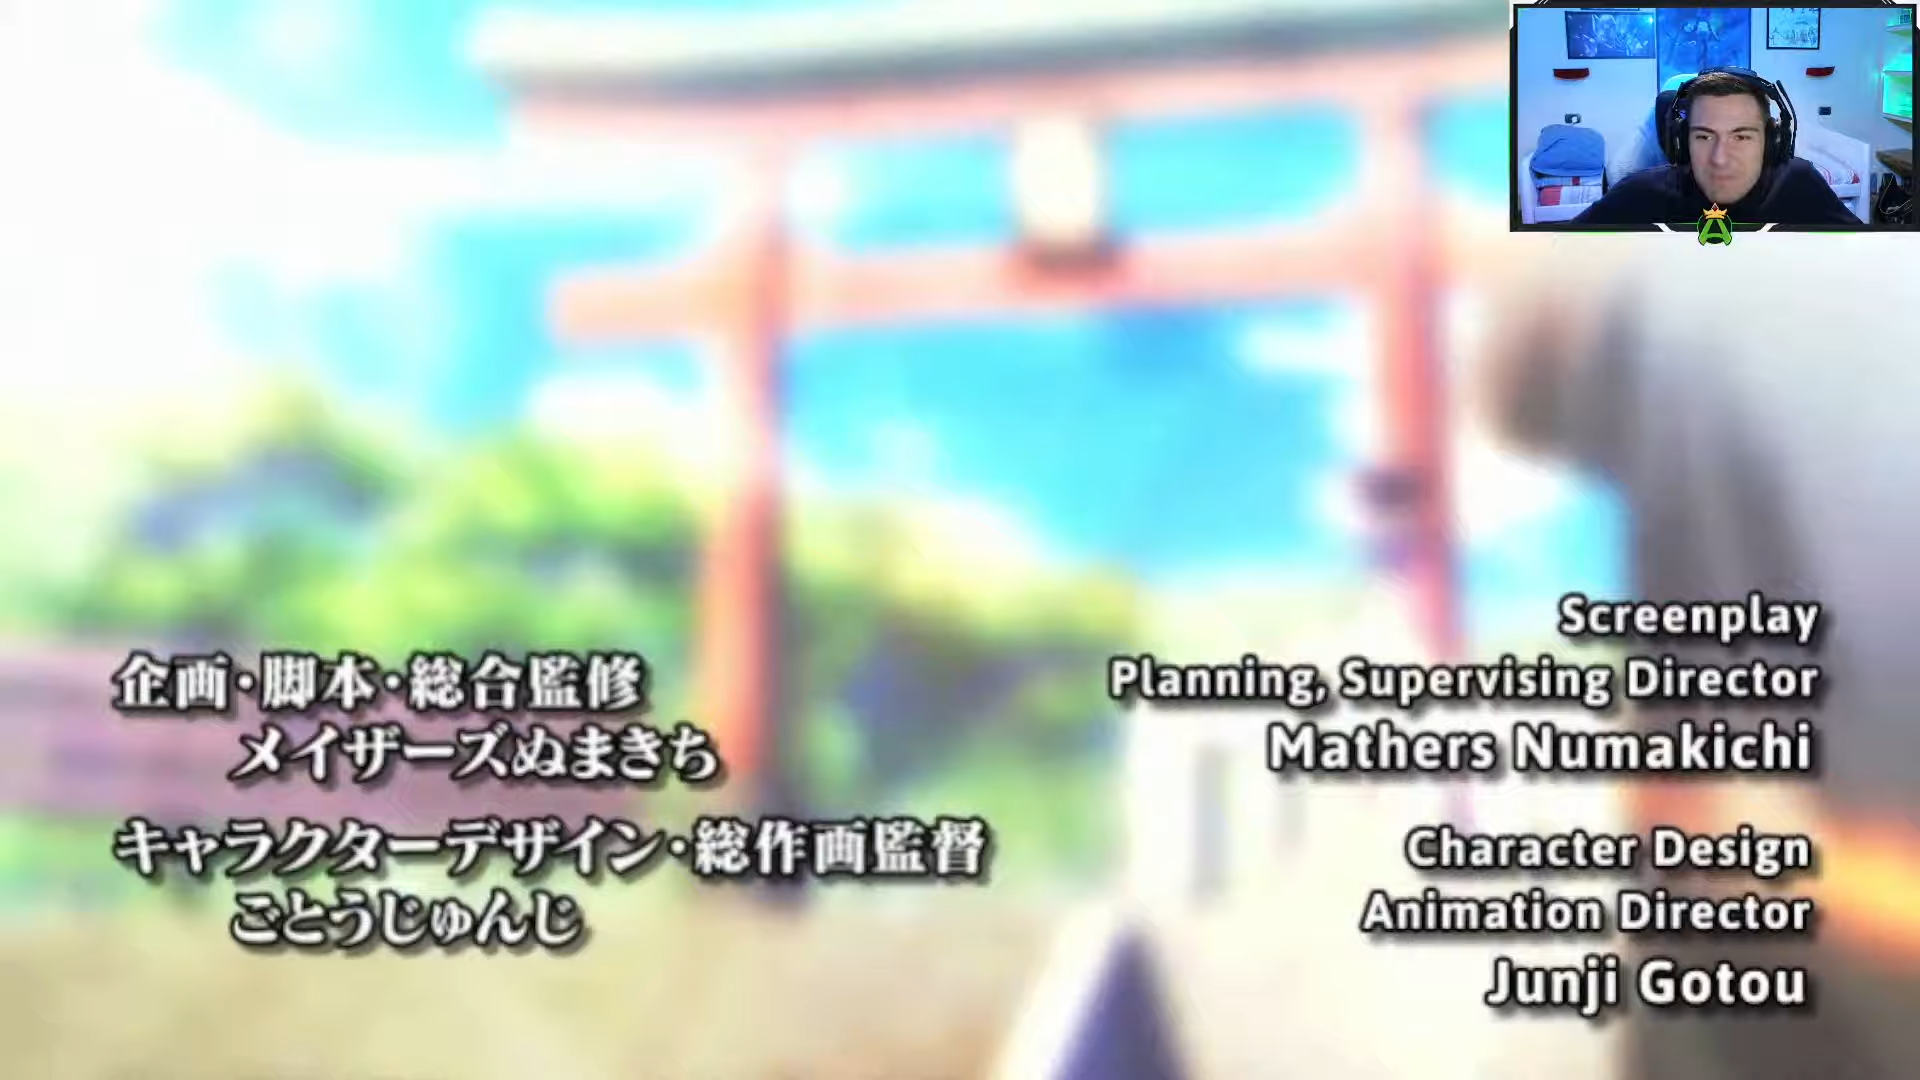 企画・脚本・総合監修
メイザーズぬまきち
キャラクターデザイン・総作画監督
ごとうじゅんじ
Screenplay
Planning, Supervising Director
Mathers Numakichi
Character Design
Animation Director
Junji Gotou